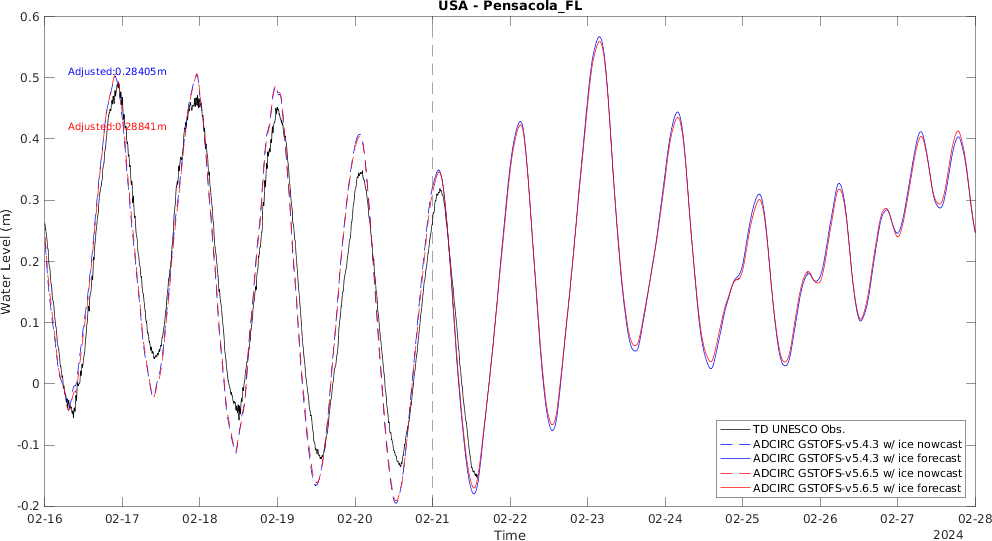 USA - Pensacola_FL
0.6
0.5
0.4
0.3
0.2
0.1
0
-0.1
-0.2
Water Level (m)
Adjusted:0.28405m
Adjusted:0.28841m
TD UNESCO Obs.
ADCIRC GSTOFS-v5.4.3 w/ ice nowcast
ADCIRC GSTOFS-v5.4.3 w/ ice forecast
ADCIRC GSTOFS-v5.6.5 w/ ice nowcast
ADCIRC GSTOFS-v5.6.5 w/ ice forecast
02-16 02-17 02-18 02-19 02-20 02-21 02-22 02-23 02-24 02-25 02-26 02-27 02-28
Time
2024